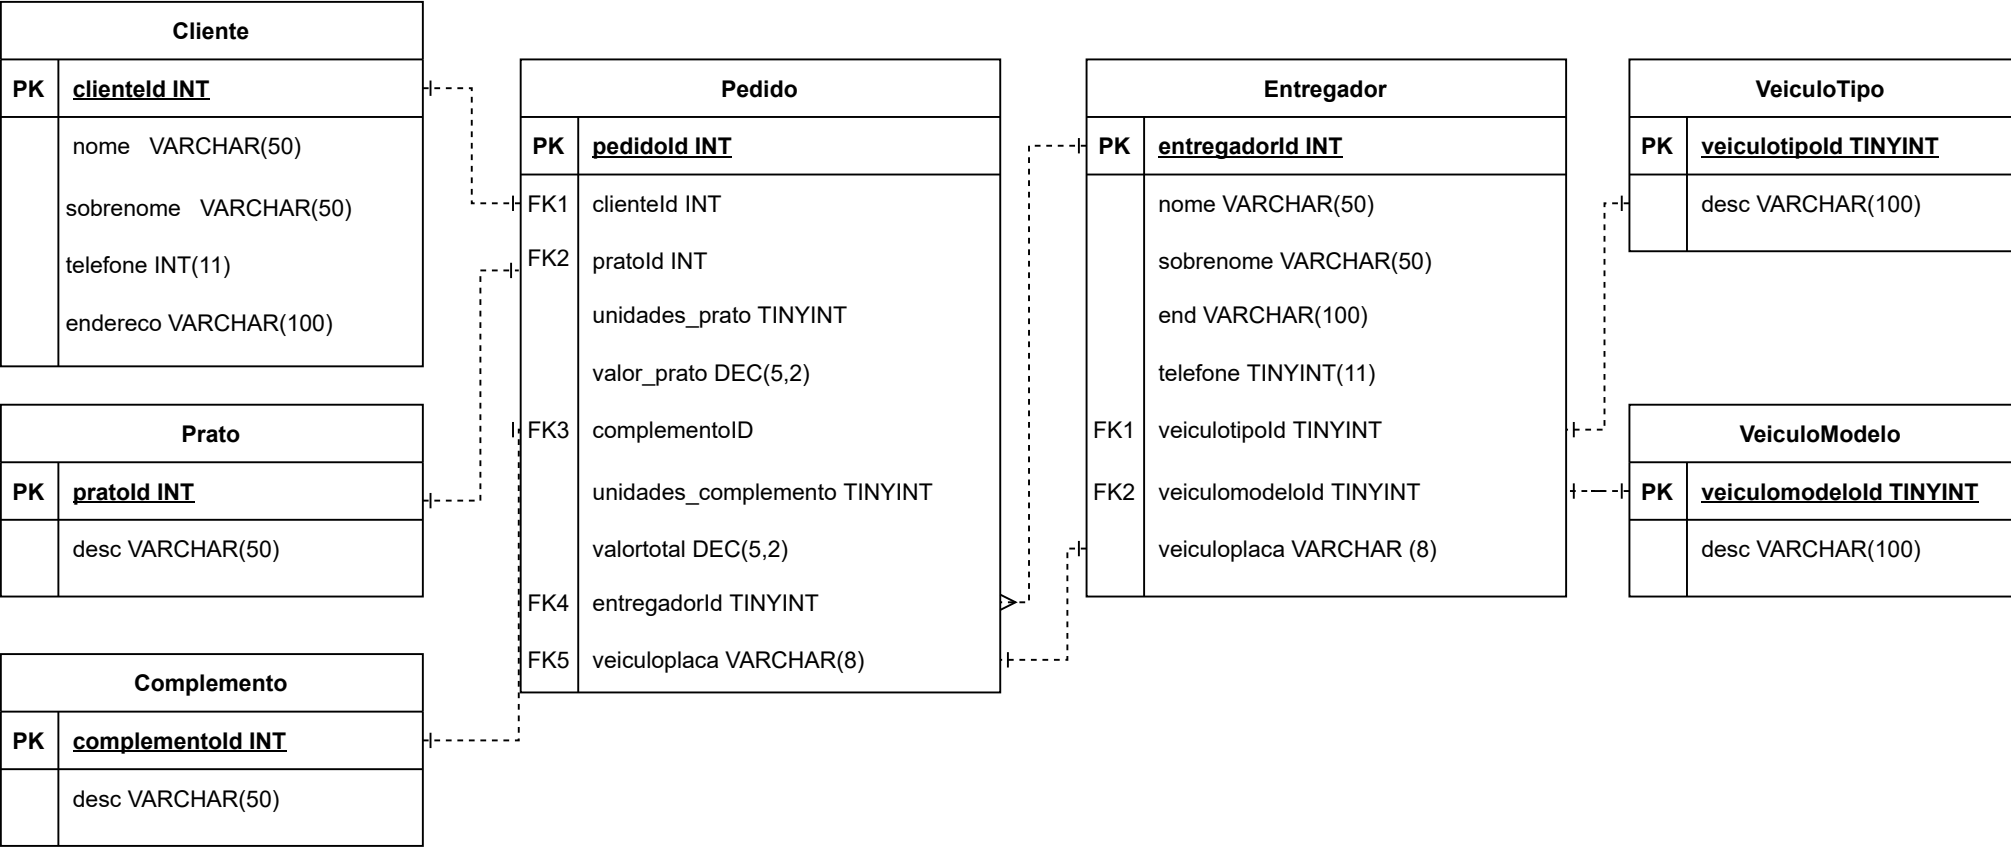 Cliente
PK clienteId INT
nome VARCHAR(50)
sobrenome VARCHAR(50)
telefone INT(11)
endereco VARCHAR(100)
Prato
PK pratoId INT
desc VARCHAR(50)
Complemento
PK complementoId INT
desc VARCHAR(50)
Pedido
PK pedidoId INT
FK1 clienteId INT
FK2 pratoId INT
unidades_prato TINYINT
valor_prato DEC(5,2)
FK3 complementoID
unidades_complemento TINYINT
valortotal DEC(5,2)
FK4 entregadorId TINYINT
FK5 veiculoplaca VARCHAR(8)
Entregador
PK entregadorId INT
nome VARCHAR(50)
sobrenome VARCHAR(50)
end VARCHAR(100)
telefone TINYINT(11)
FK1 veiculotipoId TINYINT
FK2 veiculomodeloId TINYINT
veiculoplaca VARCHAR (8)
VeiculoTipo
PK veiculotipoId TINYINT
desc VARCHAR(100)
VeiculoModelo
PK veiculomodeloId TINYINT
desc VARCHAR(100)